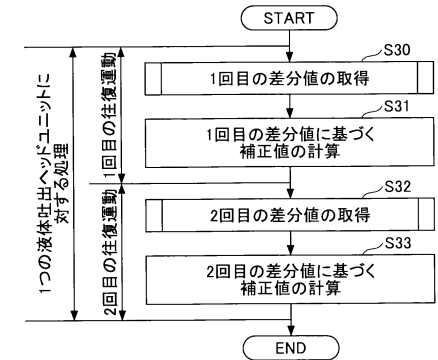 START
S30
1回目の差分値の取得
S31
1回目の差分値に基づく
補正値の計算
S32
2回目の差分値の取得
S33
2回目の差分値に基づく
補正値の計算
END
1つの液体吐出ヘッドユニットに
対する処理
1回目の往復運動
2回目の往復運動